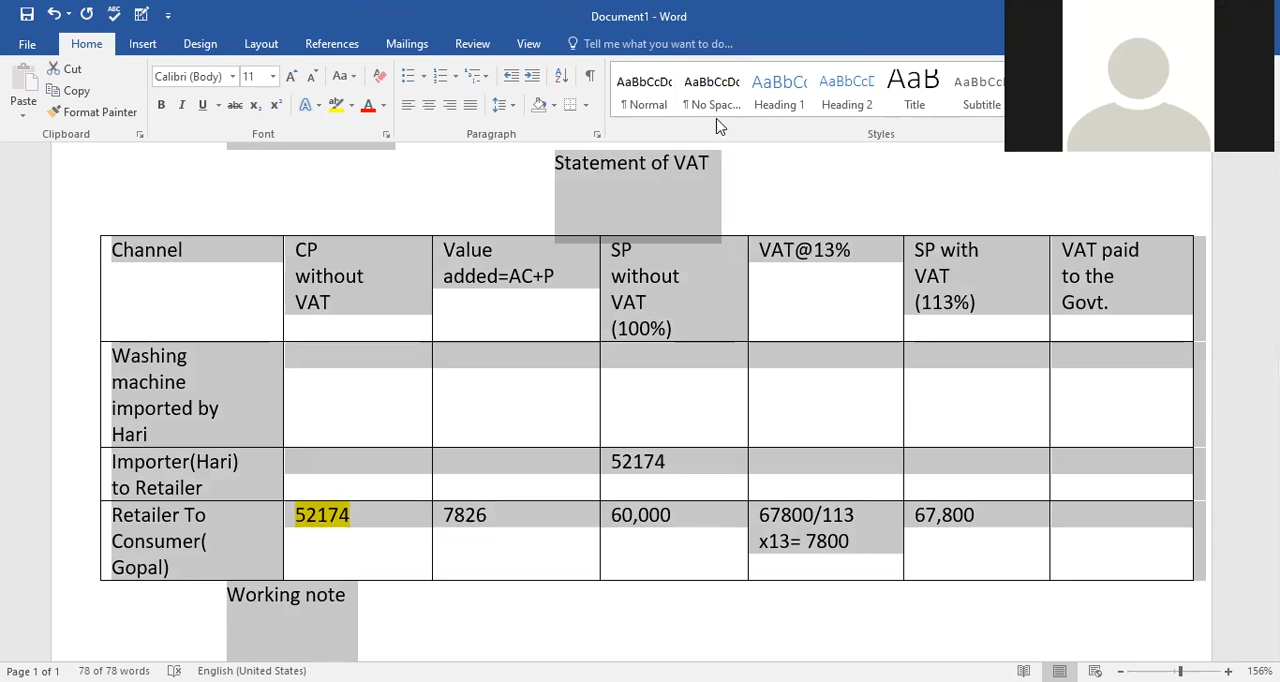 Document1 - Word
File Home Insert Design Layout References Mailings Review View Tell me what you want to do...
Paste
Cut
Copy
Format Painter
Clipboard
Calibri (Body) 11
Font
Paragraph
AaBbCcDc AaBbCcDc AaBbC( AaBbCcD AaB AaBbCcD
¶ Normal ¶ No Spac... Heading 1 Heading 2 Title Subtitle
Styles
Statement of VAT
Channel
CP
without
VAT
Value
added=AC+P
SP
without
VAT
(100%)
VAT@13%
SP with
VAT
(113%)
VAT paid
to the
Govt.
Washing
machine
imported by
Hari
Importer(Hari)
to Retailer
52174
Retailer To
Consumer(
Gopal)
52174
7826
60,000
67800/113
x13= 7800
67,800
Working note
Page 1 of 1 78 of 78 words English (United States) 156%